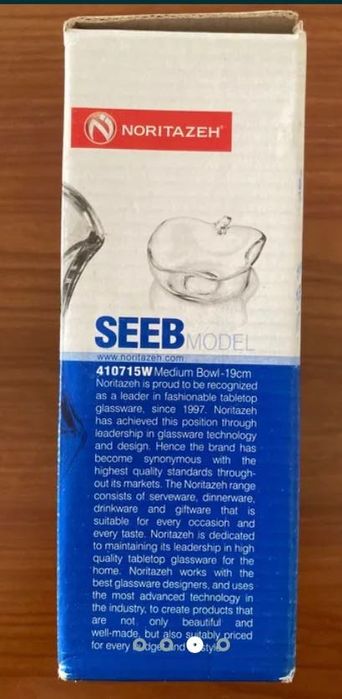 NORITAZEH
SEEB MODEL
www.noritazeh.com
410715W Medium Bowl-19cm
Noritazeh is proud to be recognized
as a leader in fashionable tabletop
glassware, since 1997. Noritazeh
has achieved this position through
leadership in glassware technology
and design. Hence the brand has
become synonymous with the
highest quality standards through-
out its markets. The Noritazeh range
consists of serveware, dinnerware,
drinkware and giftware that is
suitable for every occasion and
every taste. Noritazeh is dedicated
to maintaining its leadership in high
quality tabletop glassware for the
home. Noritazeh works with the
best glassware designers, and uses
the most advanced technology in
the industry, to create products that
are not only beautiful and
well-made, but also suitably priced
for every and